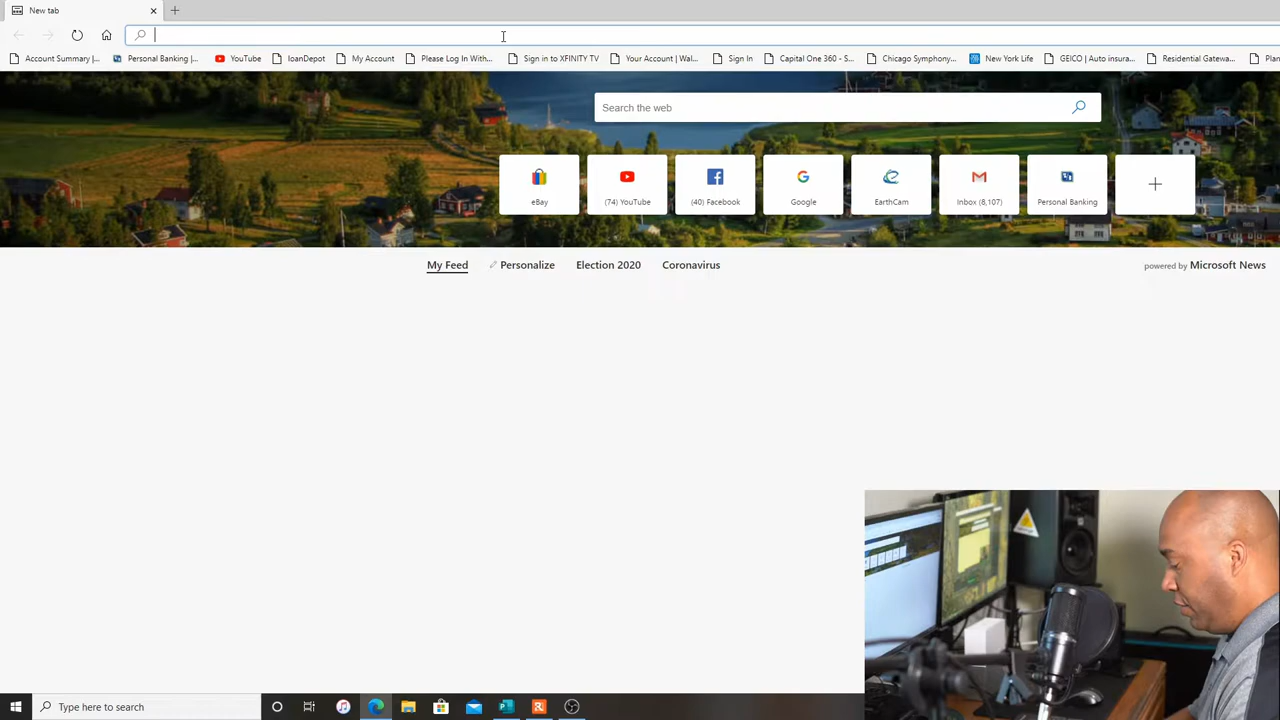 New tab
Account Summary |... Personal Banking |... YouTube loanDepot My Account Please Log In With... Sign in to XFINITY TV Your Account | Wal... Sign In Capital One 360 - S... Chicago Symphony... New York Life GEICO | Auto insura... Residential Gatewa... Plan
Search the web
eBay (74) YouTube (40) Facebook Google EarthCam Inbox (8,107) Personal Banking
My Feed Personalize Election 2020 Coronavirus powered by Microsoft News
Type here to search